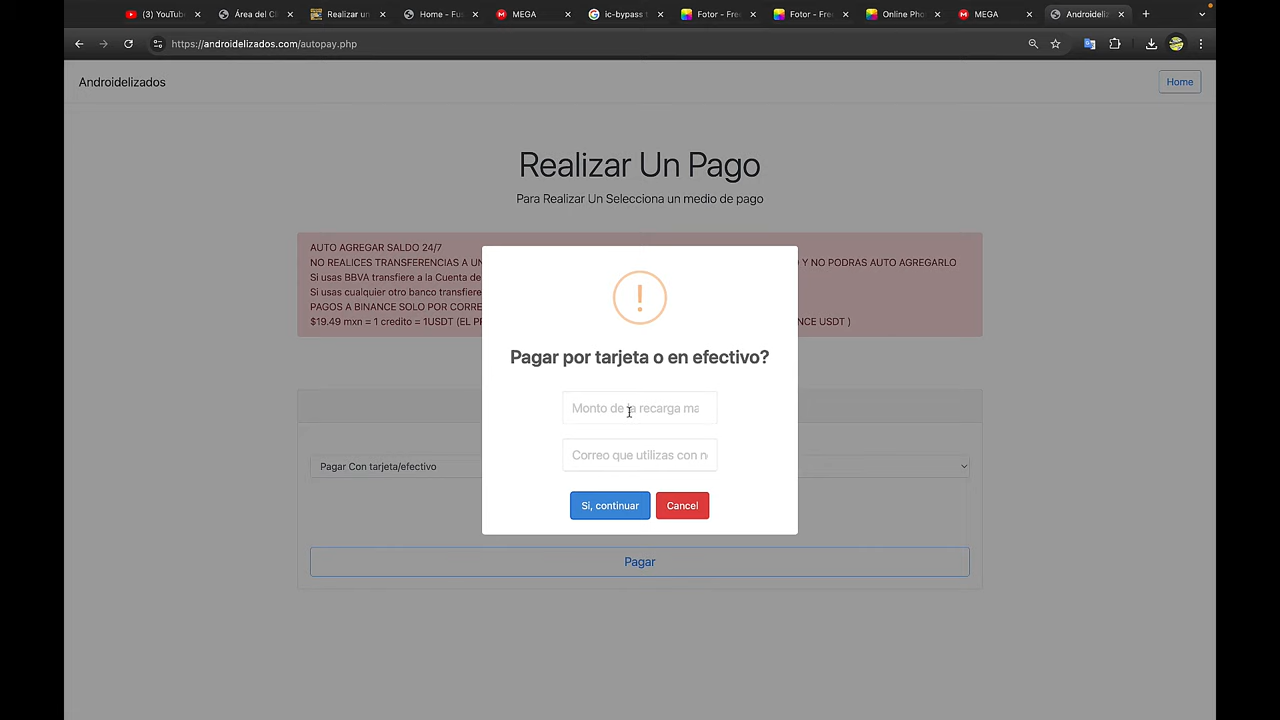 (3) YouTub
Área del Cl
Realizar un
Home - Fu
MEGA
ic-bypass t
Fotor - Fre
Fotor - Fre
Online Pho
MEGA
Androideliz
https://androidelizados.com/autopay.php
Androidelizados
Home
Realizar Un Pago
Para Realizar Un Selecciona un medio de pago
AUTO AGREGAR SALDO 24/7
NO REALICES TRANSFERENCIAS A UN Y NO PODRAS AUTO AGREGARLO
Si usas BBVA transfiere a la Cuenta de
Si usas cualquier otro banco transfiere
PAGOS A BINANCE SOLO POR CORRE
$19.49 mxn = 1 credito = 1USDT (EL P NCE USDT )
Pagar por tarjeta o en efectivo?
Monto de la recarga ma
Correo que utilizas con n
Si, continuar
Cancel
Pagar Con tarjeta/efectivo
Pagar